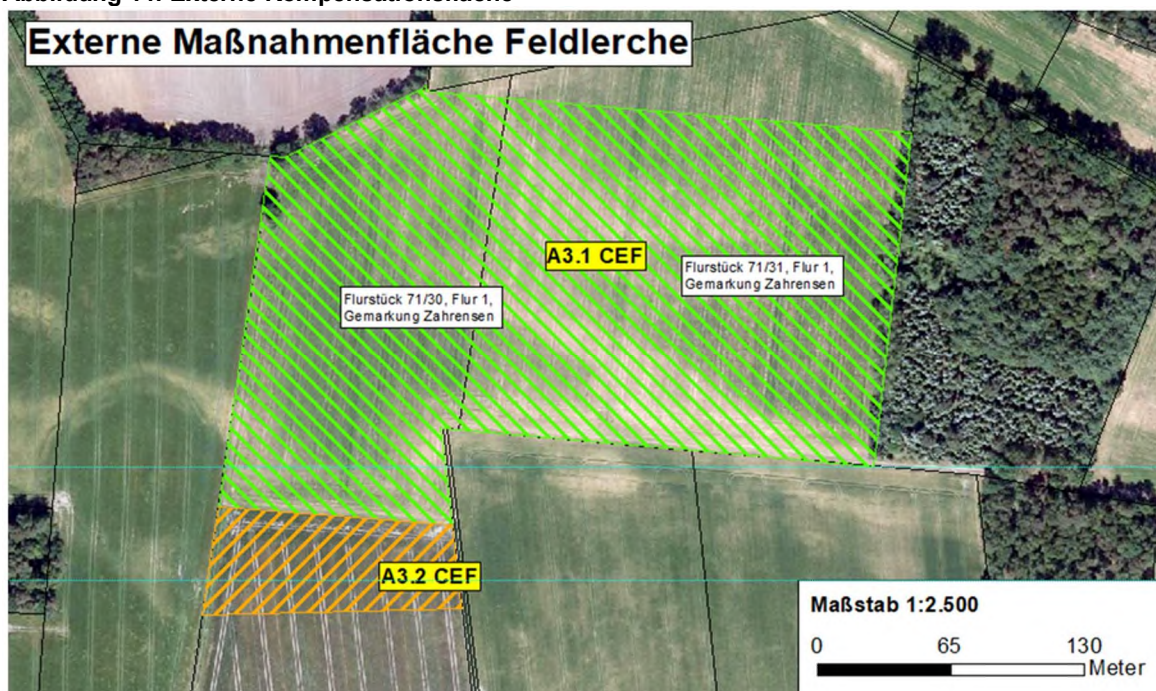 Externe Maßnahmenfläche Feldlerche
A3.1 CEF
Flurstück 71/31, Flur 1,
Gemarkung Zahrensen
Flurstück 71/30, Flur 1,
Gemarkung Zahrensen
A3.2 CEF
Maßstab 1:2.500
0 65 130
Meter